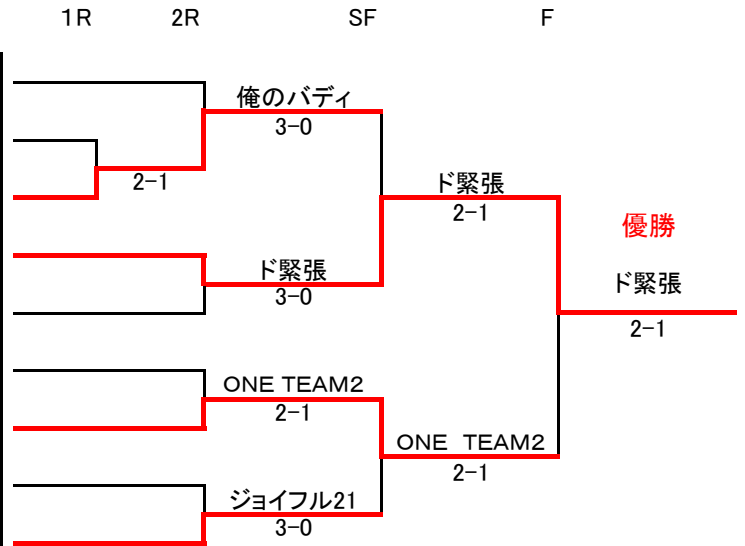 1R 2R SF F
俺のバディ
3-0
2-1
ド緊張
2-1
優勝
ド緊張
3-0
ド緊張
2-1
ONE TEAM2
2-1
ONE　TEAM2
2-1
ジョイフル21
3-0